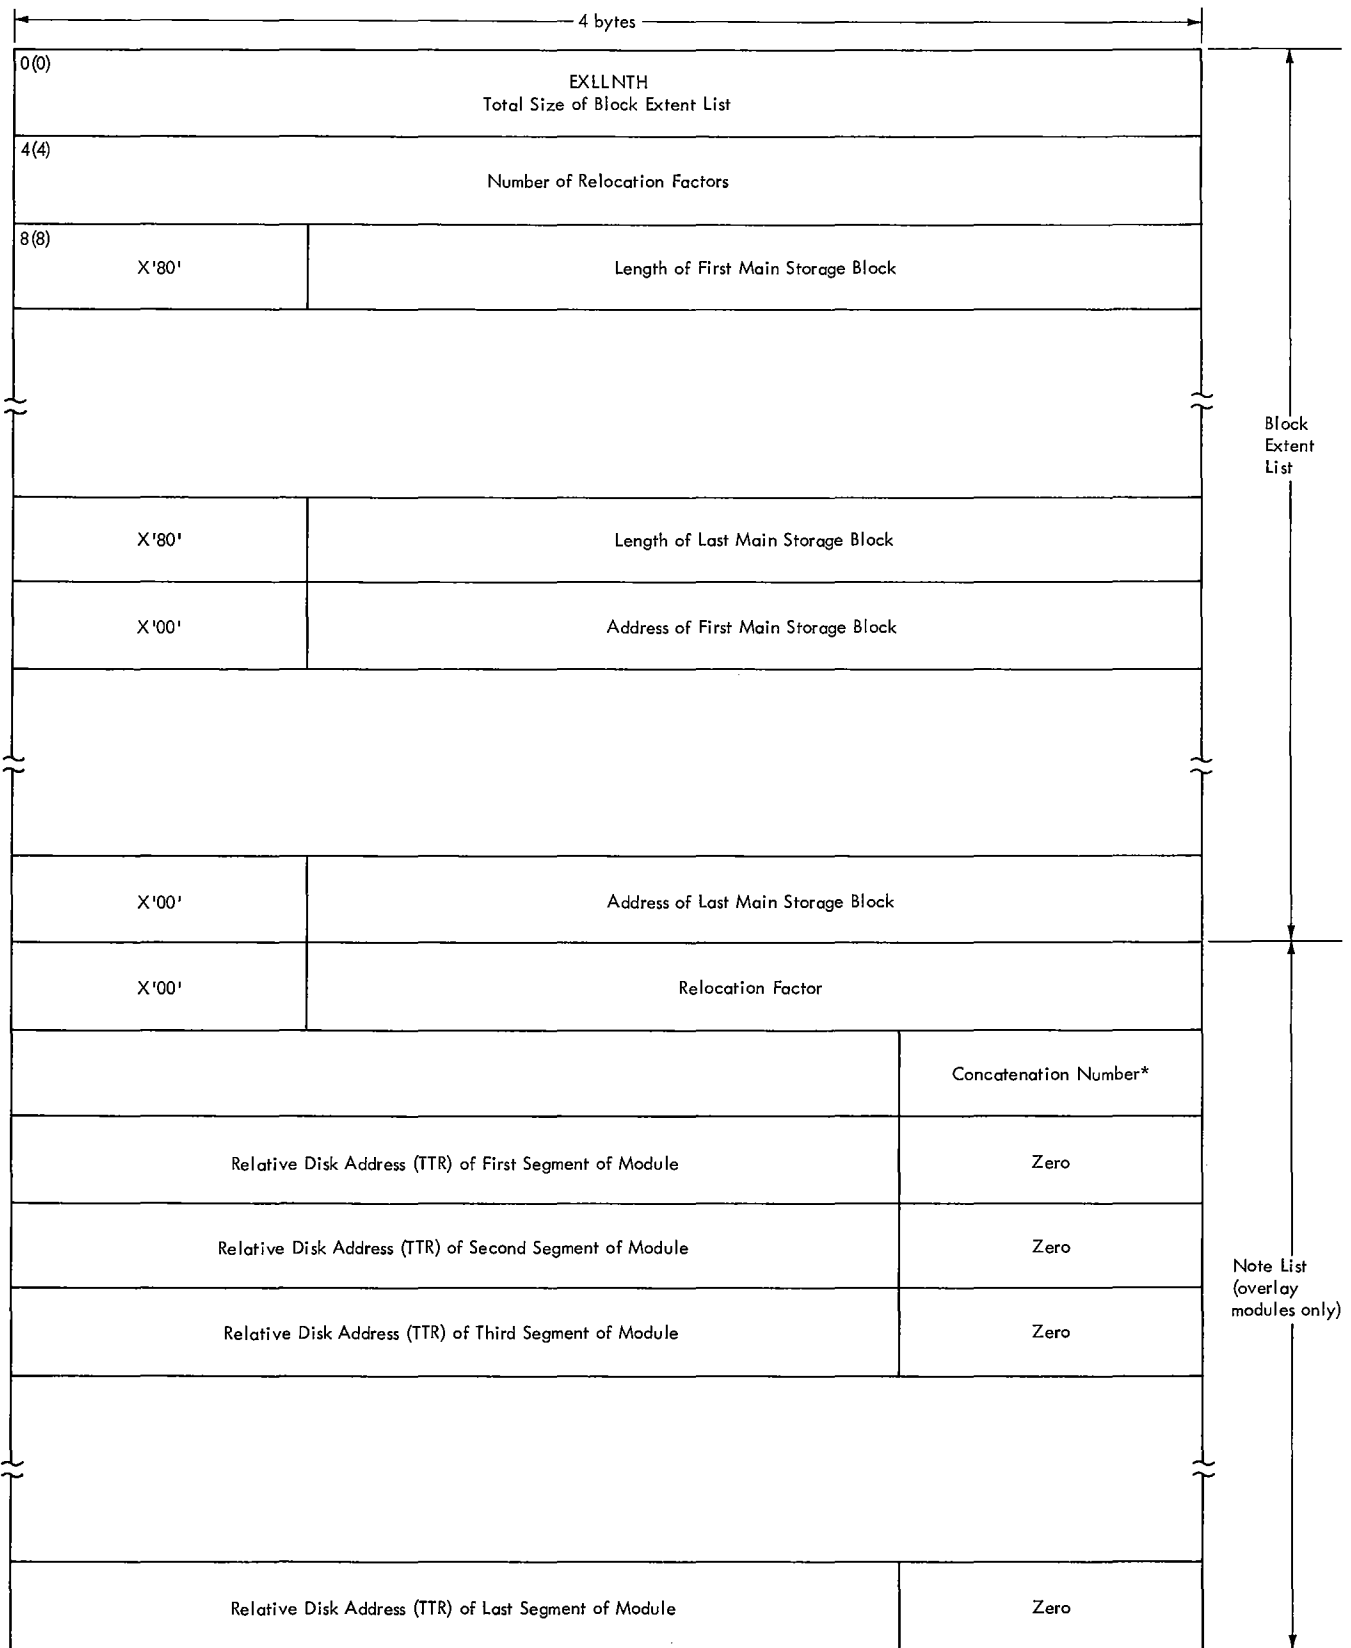 4 bytes
0(0)
EXLLNTH
Total Size of Block Extent List
4(4)
Number of Relocation Factors
8(8)
X'80' Length of First Main Storage Block
Block
Extent
List
X'80' Length of Last Main Storage Block
X'00' Address of First Main Storage Block
X'00' Address of Last Main Storage Block
X'00' Relocation Factor
Concatenation Number*
Relative Disk Address (TTR) of First Segment of Module Zero
Relative Disk Address (TTR) of Second Segment of Module Zero
Note List
(overlay
modules only)
Relative Disk Address (TTR) of Third Segment of Module Zero
Relative Disk Address (TTR) of Last Segment of Module Zero